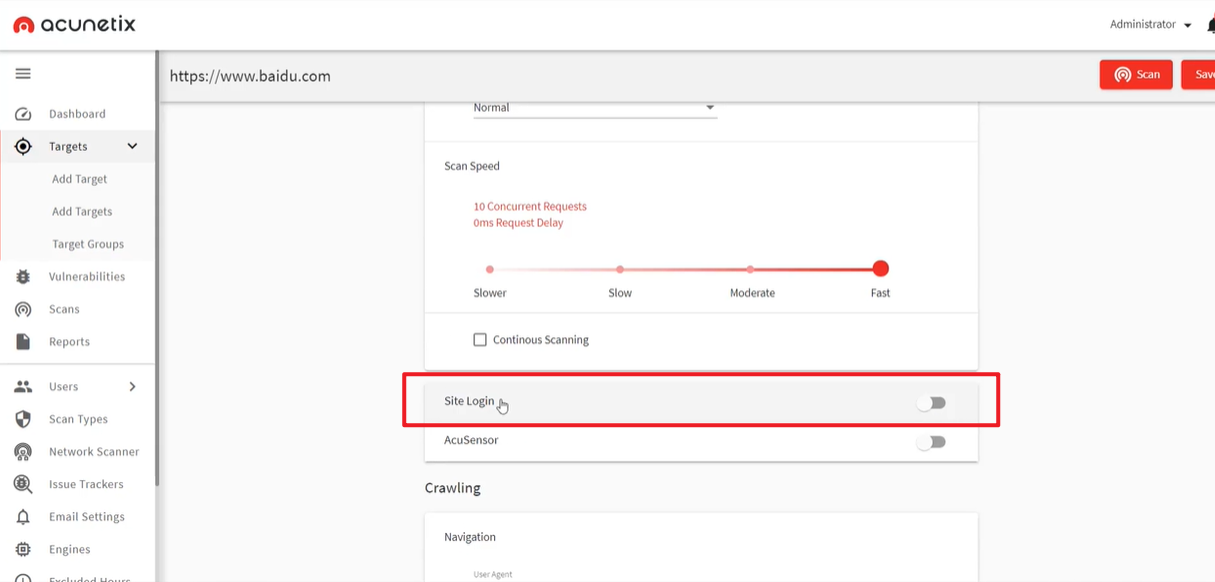 acunetix
Administrator
https://www.baidu.com
Scan
Dashboard
Targets
Add Target
Add Targets
Target Groups
Vulnerabilities
Scans
Reports
Users
Scan Types
Network Scanner
Issue Trackers
Email Settings
Engines
Excluded Hours
Normal
Scan Speed
10 Concurrent Requests
0ms Request Delay
Slower Slow Moderate Fast
Continous Scanning
Site Login
AcuSensor
Crawling
Navigation
User Agent